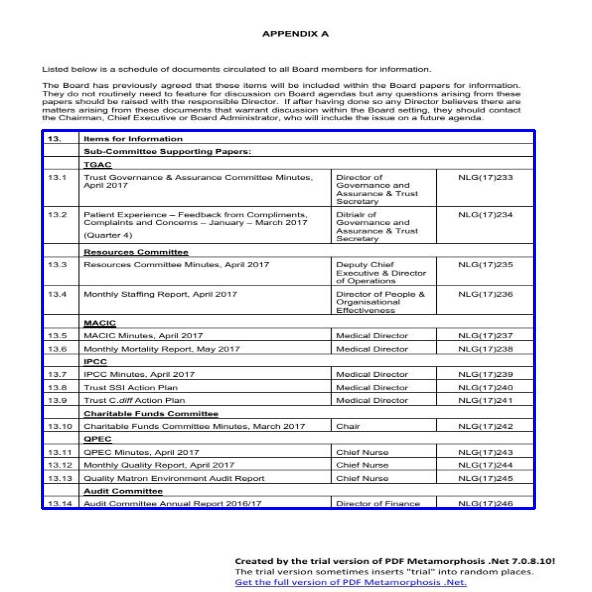 APPENDIX A
Listed below is a schedule of documents circulated to all Board members for information.
The Board has previously agreed that these items will be included within the Board papers for information.
They do not routinely need to feature for discussion on Board agendas but any questions arising from these
papers should be raised with the responsible Director. If after having done so any Director believes there are
matters arising from these documents that warrant discussion within the Board setting, they should contact
the Chairman, Chief Executive or Board Administrator, who will include the issue on a future agenda.
13. Items for Information
Sub-Committee Supporting Papers:
TGAC
13.1 Trust Governance & Assurance Committee Minutes, Director of NLG(17)233
April 2017 Governance and
Assurance & Trust
Secretary
13.2 Patient Experience – Feedback from Compliments, Ditrialr of NLG(17)234
Complaints and Concerns – January – March 2017 Governance and
(Quarter 4) Assurance & Trust
Secretary
Resources Committee
13.3 Resources Committee Minutes, April 2017 Deputy Chief NLG(17)235
Executive & Director
of Operations
13.4 Monthly Staffing Report, April 2017 Director of People & NLG(17)236
Organisational
Effectiveness
MACIC
13.5 MACIC Minutes, April 2017 Medical Director NLG(17)237
13.6 Monthly Mortality Report, May 2017 Medical Director NLG(17)238
IPCC
13.7 IPCC Minutes, April 2017 Medical Director NLG(17)239
13.8 Trust SSI Action Plan Medical Director NLG(17)240
13.9 Trust C.diff Action Plan Medical Director NLG(17)241
Charitable Funds Committee
13.10 Charitable Funds Committee Minutes, March 2017 Chair NLG(17)242
QPEC
13.11 QPEC Minutes, April 2017 Chief Nurse NLG(17)243
13.12 Monthly Quality Report, April 2017 Chief Nurse NLG(17)244
13.13 Quality Matron Environment Audit Report Chief Nurse NLG(17)245
Audit Committee
13.14 Audit Committee Annual Report 2016/17 Director of Finance NLG(17)246
Created by the trial version of PDF Metamorphosis .Net 7.0.8.10!
The trial version sometimes inserts "trial" into random places.
Get the full version of PDF Metamorphosis .Net.